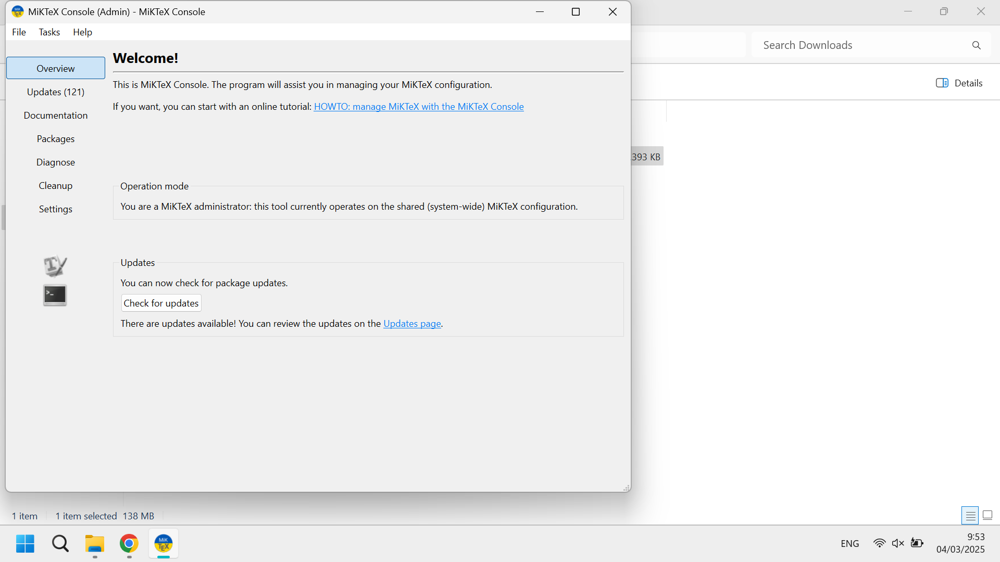 MiKTeX Console (Admin) - MiKTeX Console
File Tasks Help
Search Downloads
Details
Overview
Updates (121)
Documentation
Packages
Diagnose
Cleanup
Settings
Welcome!
This is MiKTeX Console. The program will assist you in managing your MiKTeX configuration.
If you want, you can start with an online tutorial: HOWTO: manage MiKTeX with the MiKTeX Console
393 KB
Operation mode
You are a MiKTeX administrator: this tool currently operates on the shared (system-wide) MiKTeX configuration.
Updates
You can now check for package updates.
Check for updates
There are updates available! You can review the updates on the Updates page.
1 item 1 item selected 138 MB
MiK
TEX
ENG
9:53
04/03/2025